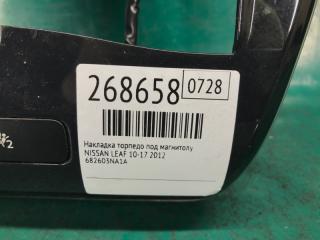 268658 0728
Накладка торпедо под магнитолу
NISSAN LEAF 10-17 2012
682603NA1A